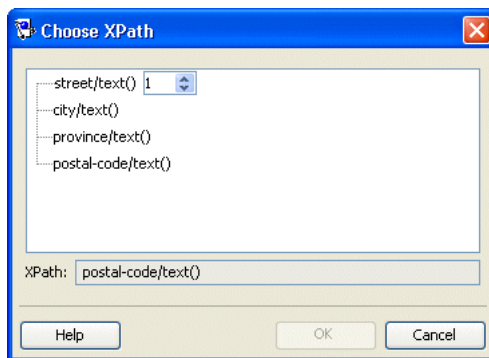 Choose XPath
street/text() 1
city/text()
province/text()
postal-code/text()
XPath: postal-code/text()
Help OK Cancel